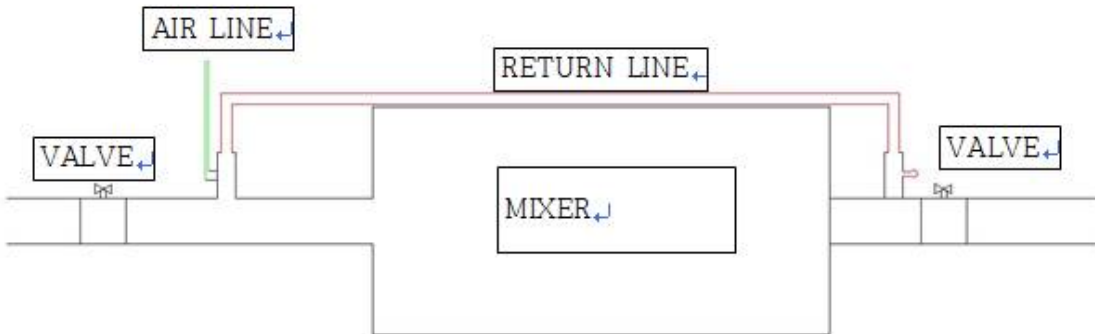 AIR LINE
RETURN LINE
VALVE
VALVE
MIXER